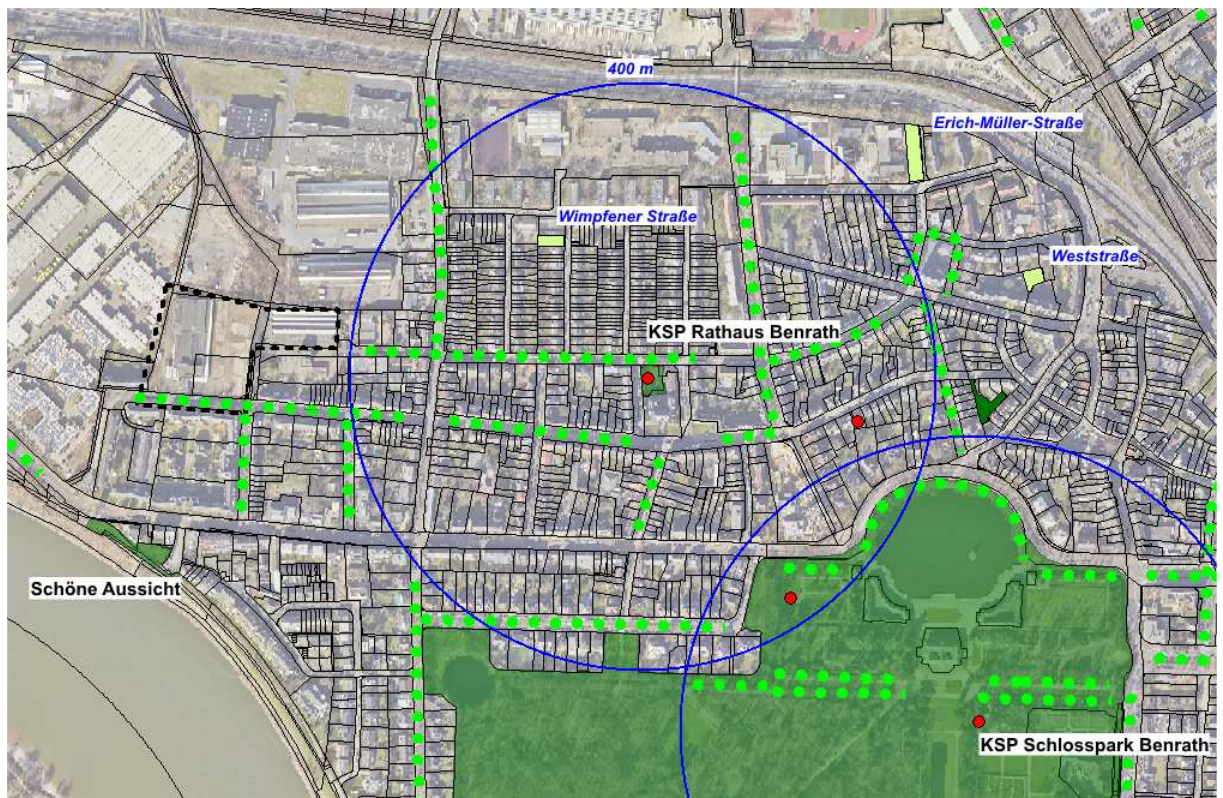 400 m
Erich-Müller-Straße
Wimpfener Straße
Weststraße
KSP Rathaus Benrath
Schöne Aussicht
KSP Schlosspark Benrath